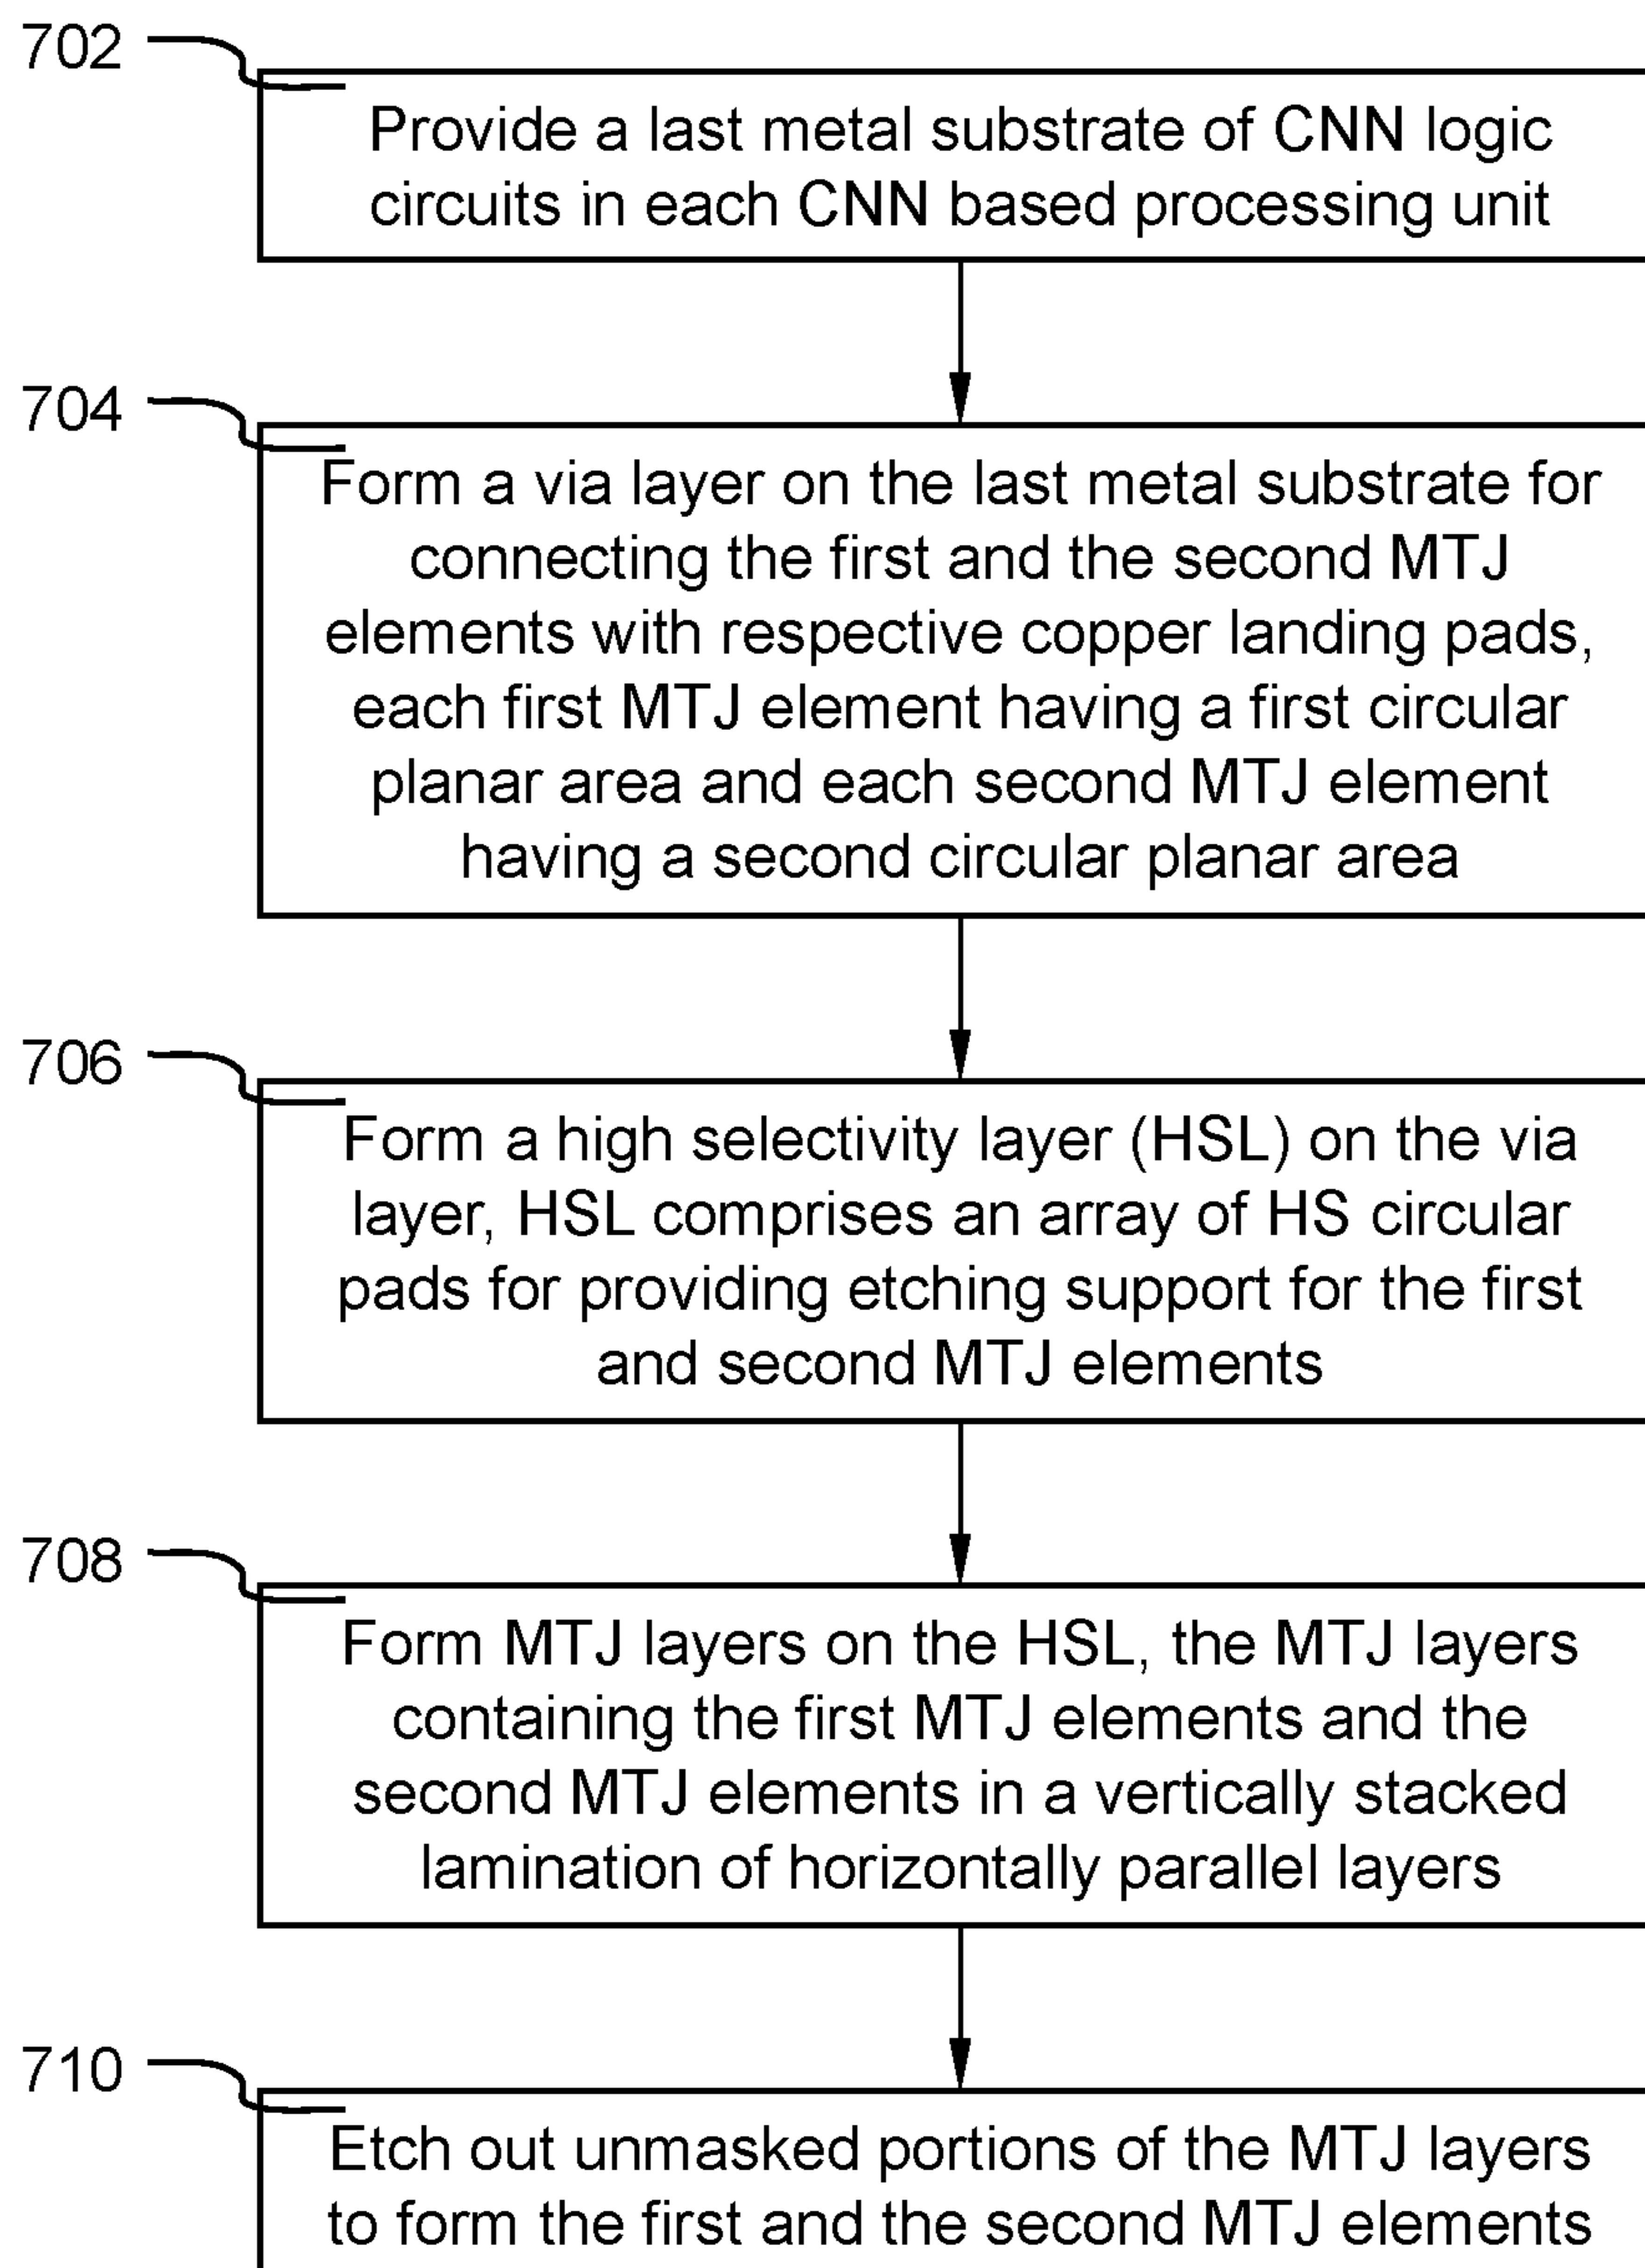 702
Provide a last metal substrate of CNN logic
circuits in each CNN based processing unit
704
Form a via layer on the last metal substrate for
connecting the first and the second MTJ
elements with respective copper landing pads,
each first MTJ element having a first circular
planar area and each second MTJ element
having a second circular planar area
706
Form a high selectivity layer (HSL) on the via
layer, HSL comprises an array of HS circular
pads for providing etching support for the first
and second MTJ elements
708
Form MTJ layers on the HSL, the MTJ layers
containing the first MTJ elements and the
second MTJ elements in a vertically stacked
lamination of horizontally parallel layers
710
Etch out unmasked portions of the MTJ layers
to form the first and the second MTJ elements